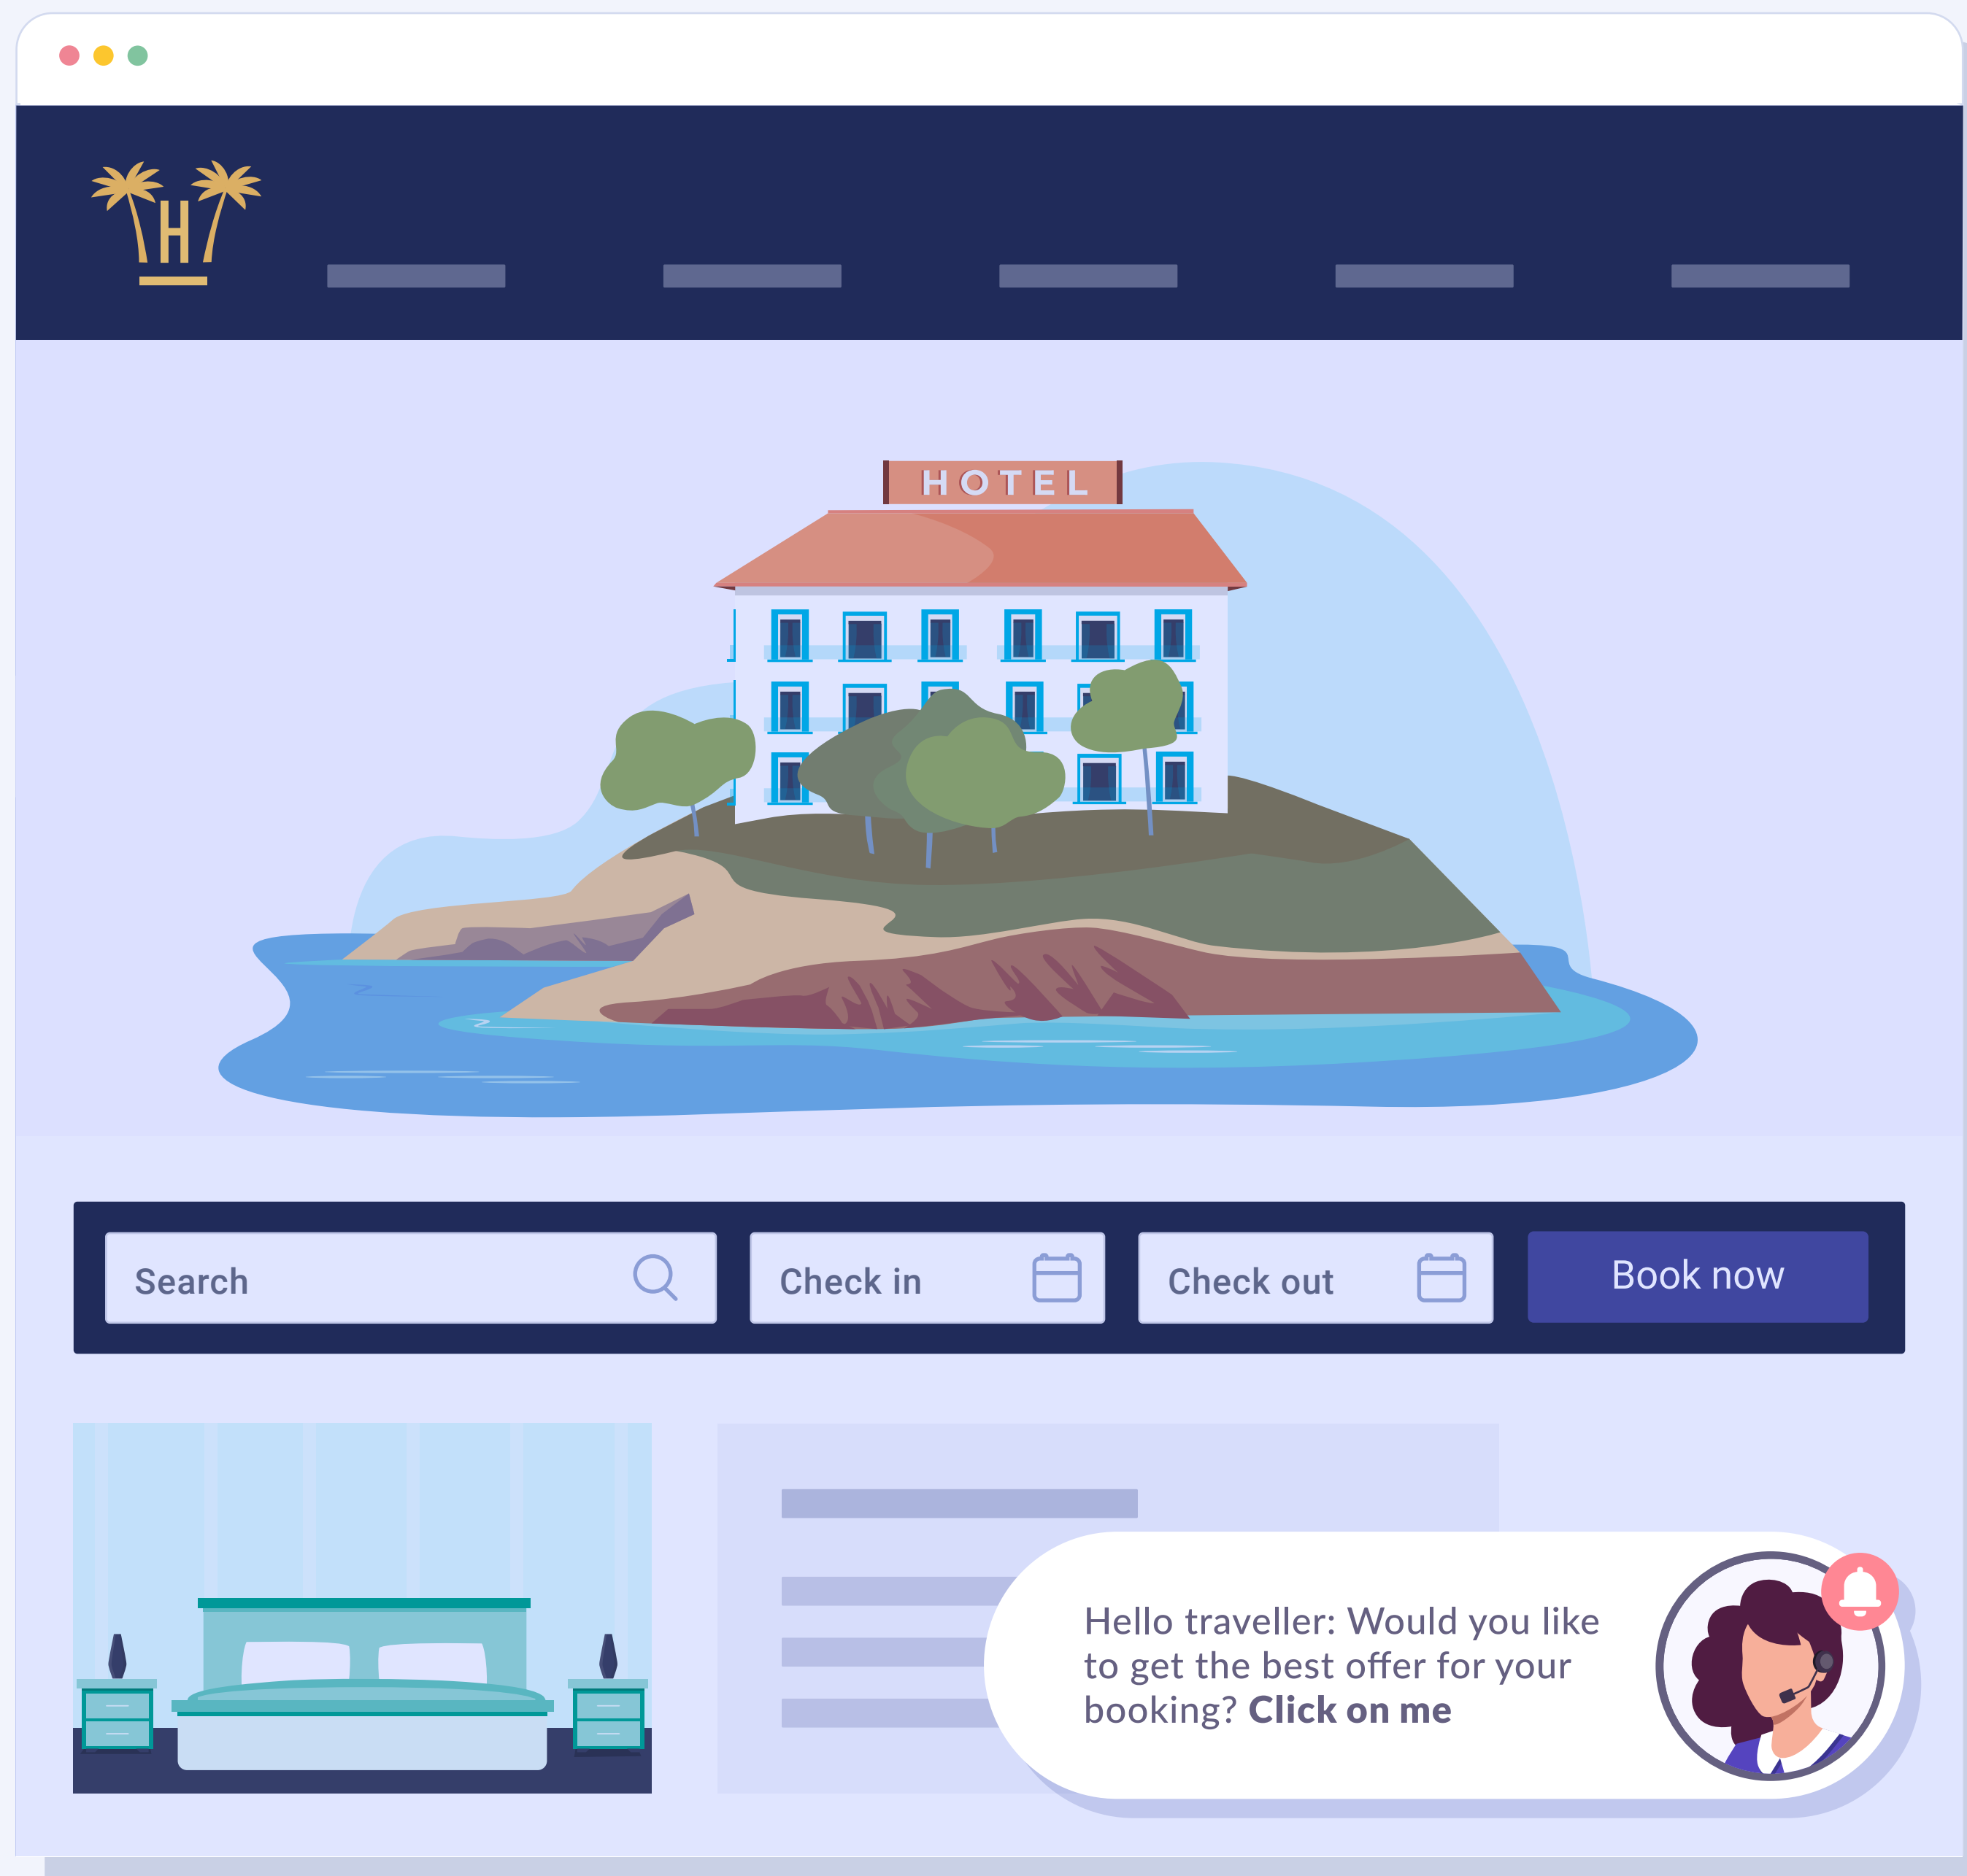 H
HOTEL
Search
Check in
Check out
Book now
Hello traveller: Would you like
to get the best offer for your
booking? Click on me